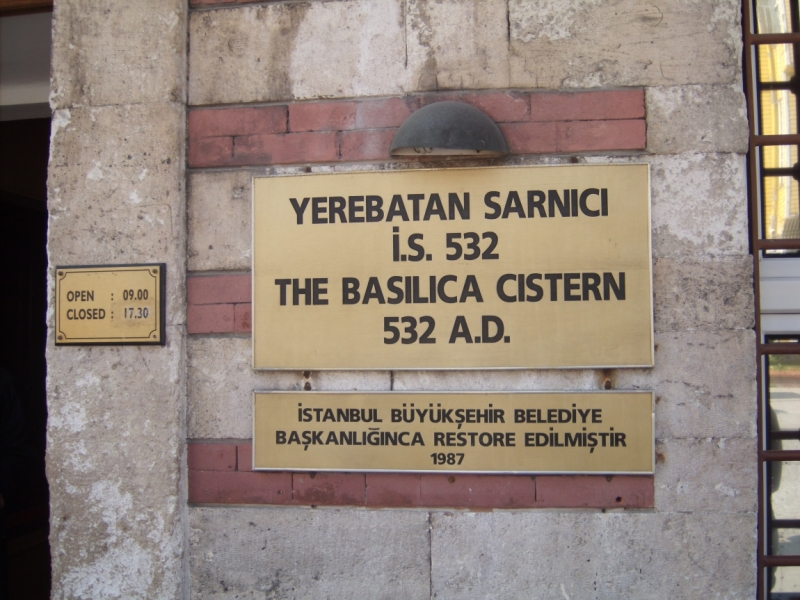 OPEN : 09.00
CLOSED : 17.30
YEREBATAN SARNICI
İ.S. 532
THE BASILICA CISTERN
532 A.D.
İSTANBUL BÜYÜKŞEHİR BELEDİYE
BAŞKANLIĞINCA RESTORE EDİLMİŞTİR
1987